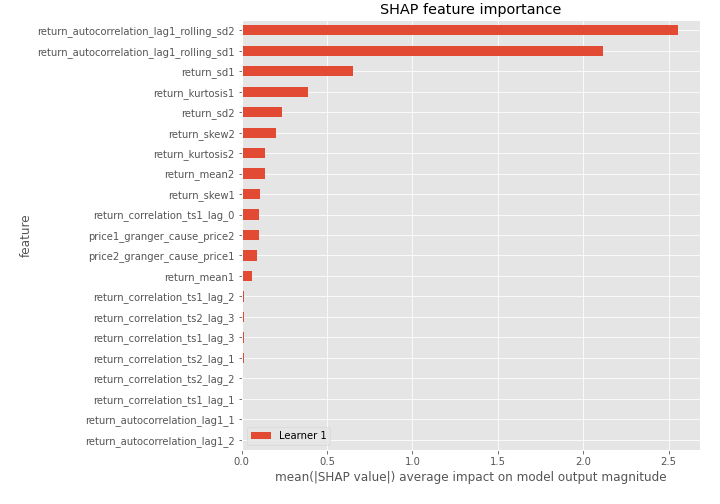 SHAP feature importance
return_autocorrelation_lag1_rolling_sd2
return_autocorrelation_lag1_rolling_sd1
return_sd1
return_kurtosis1
return_sd2
return_skew2
return_kurtosis2
return_mean2
return_skew1
return_correlation_ts1_lag_0
price1_granger_cause_price2
price2_granger_cause_price1
return_mean1
return_correlation_ts1_lag_2
return_correlation_ts2_lag_3
return_correlation_ts1_lag_3
return_correlation_ts2_lag_1
return_correlation_ts2_lag_2
return_correlation_ts1_lag_1
return_autocorrelation_lag1_1
return_autocorrelation_lag1_2
feature
Learner 1
0.0 0.5 1.0 1.5 2.0 2.5
mean(|SHAP value|) average impact on model output magnitude